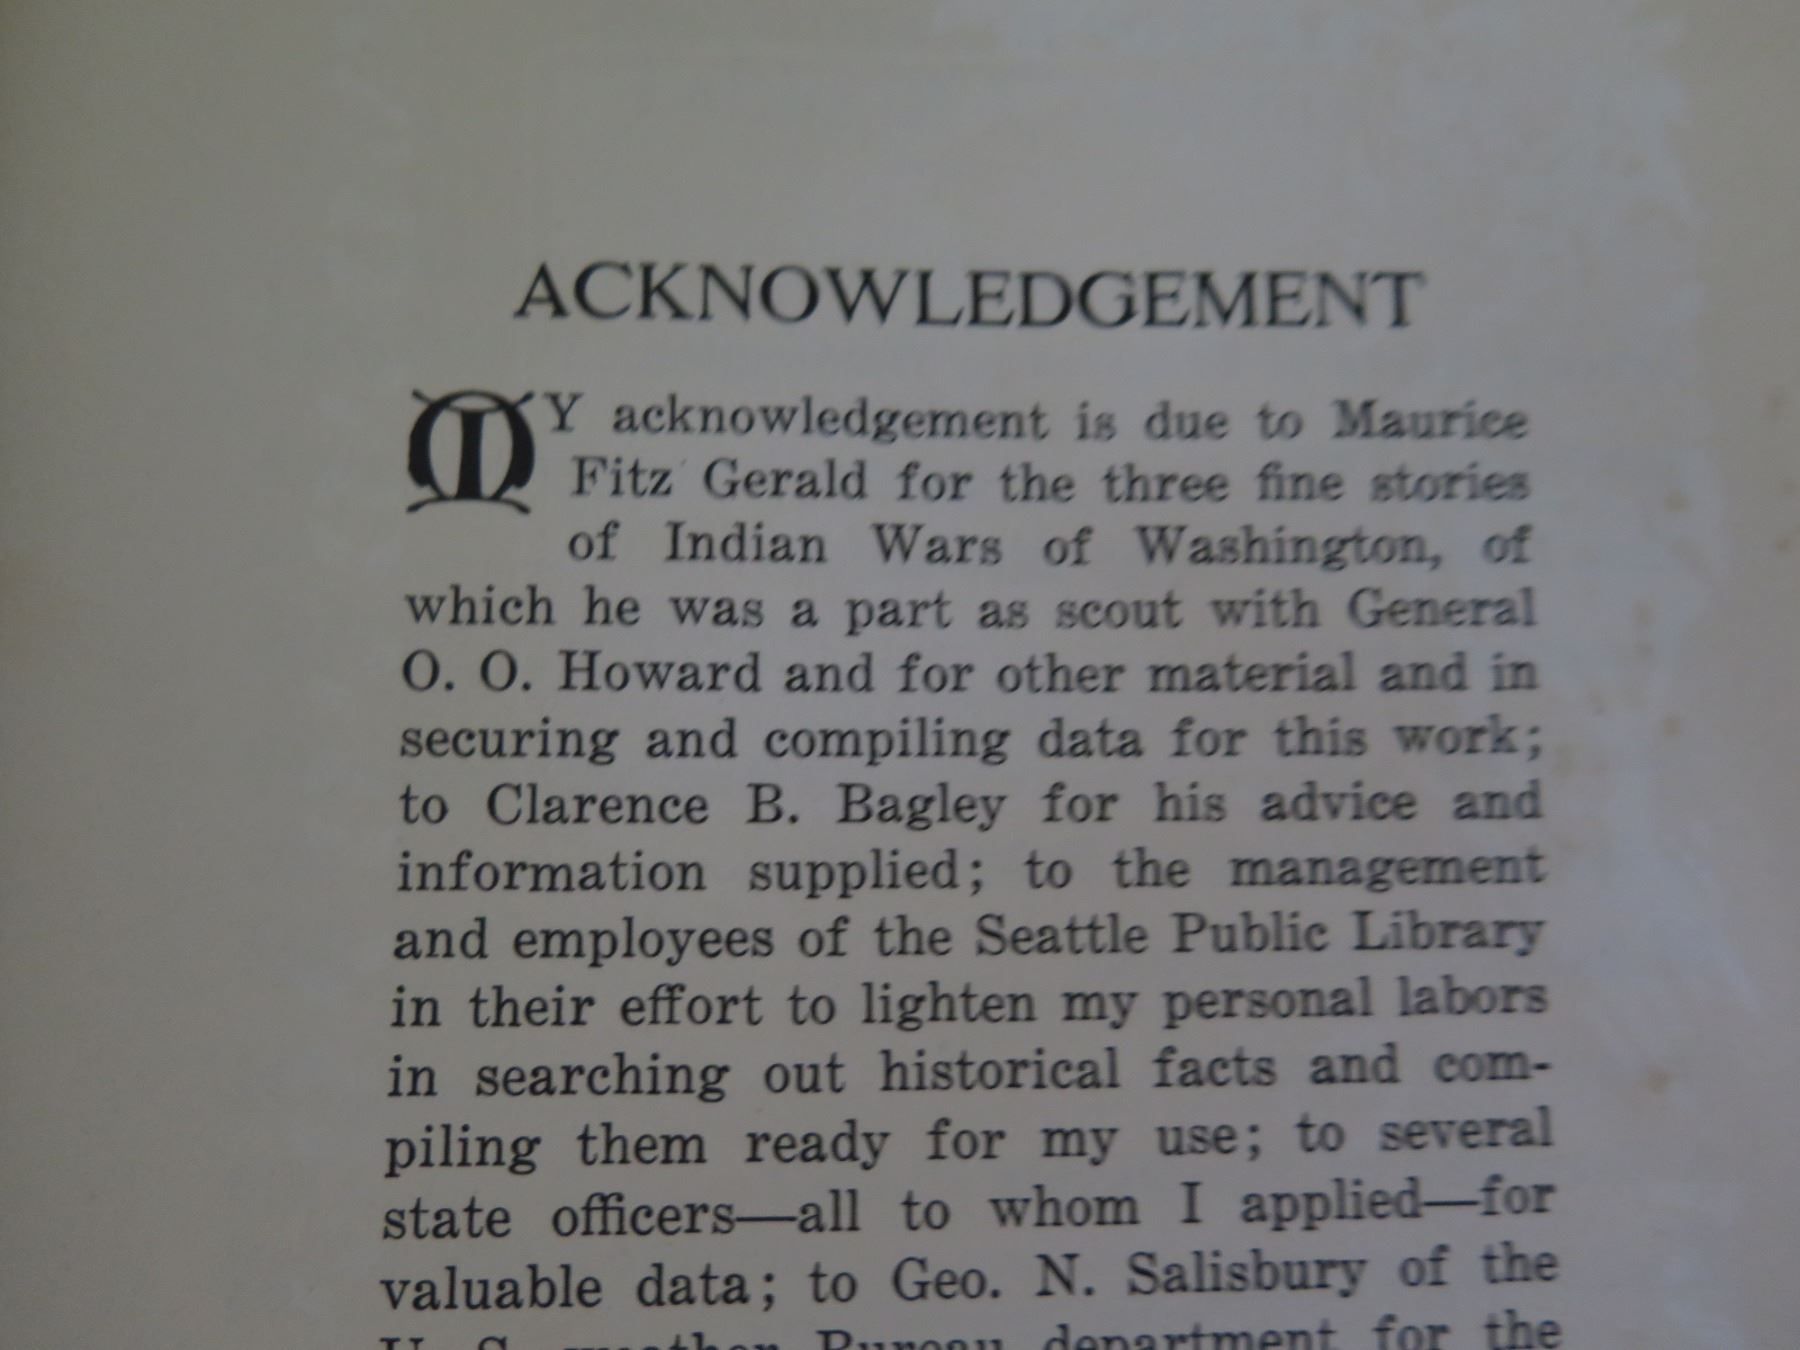 ACKNOWLEDGEMENT
MY acknowledgement is due to Maurice
Fitz Gerald for the three fine stories
of Indian Wars of Washington, of
which he was a part as scout with General
O. O. Howard and for other material and in
securing and compiling data for this work;
to Clarence B. Bagley for his advice and
information supplied; to the management
and employees of the Seattle Public Library
in their effort to lighten my personal labors
in searching out historical facts and com-
piling them ready for my use; to several
state officers—all to whom I applied—for
valuable data; to Geo. N. Salisbury of the
U. S. weather Bureau department for the